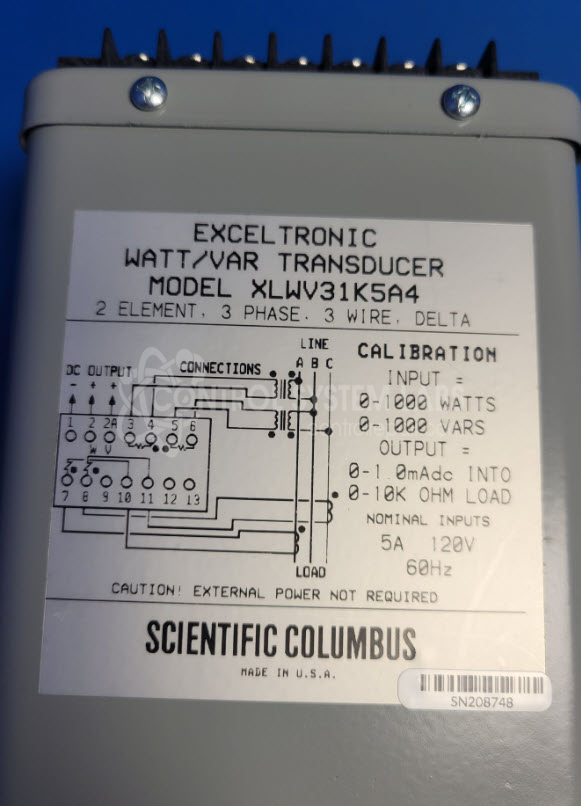 EXCELTRONIC
WATT/VAR TRANSDUCER
MODEL XLWV31K5A4
2 ELEMENT, 3 PHASE, 3 WIRE, DELTA
LINE
A B C
DC OUTPUT
- + +
CONNECTIONS
1 2 2A 3 4 5 6
W V
7 8 9 10 11 12 13
LOAD
CALIBRATION
INPUT =
0-1000 WATTS
0-1000 VARS
OUTPUT =
0-1.0mAdc INTO
0-10K OHM LOAD
NOMINAL INPUTS
5A 120V
60Hz
CAUTION! EXTERNAL POWER NOT REQUIRED
SCIENTIFIC COLUMBUS
MADE IN U.S.A.
SN208748